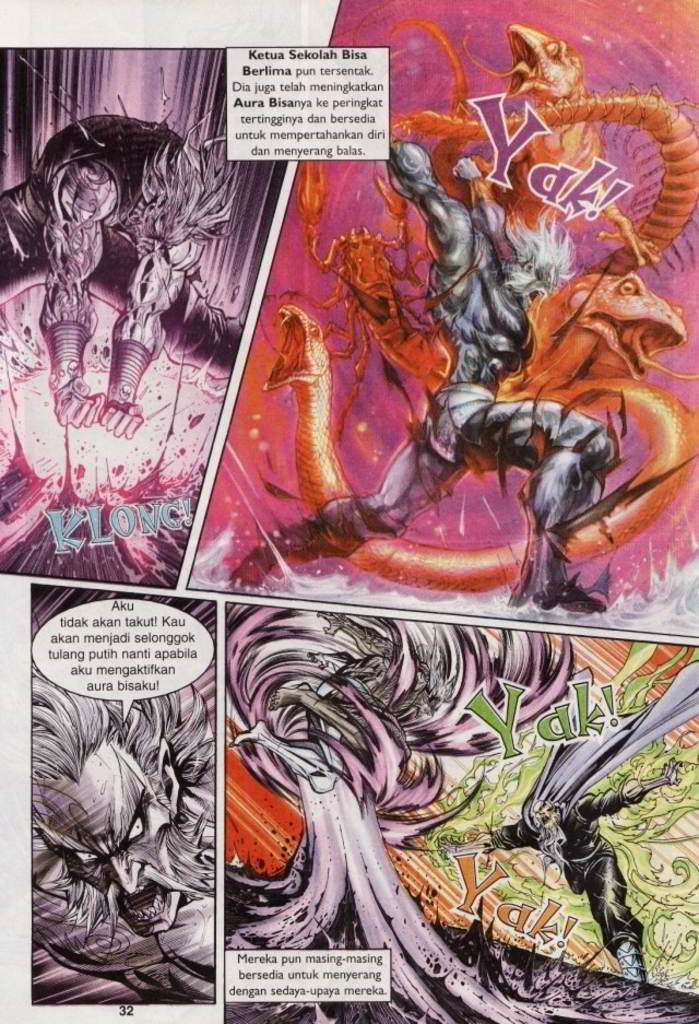 Ketua Sekolah Bisa
Berlima pun tersentak.
Dia juga telah meningkatkan
Aura Bisanya ke peringkat
tertingginya dan bersedia
untuk mempertahankan diri
dan menyerang balas.
Yak!
KLONG!
Aku
tidak akan takut! Kau
akan menjadi selonggok
tulang putih nanti apabila
aku mengaktifkan
aura bisaku!
Yak!
Yak!
Mereka pun masing-masing
bersedia untuk menyerang
dengan sedaya-upaya mereka.
32